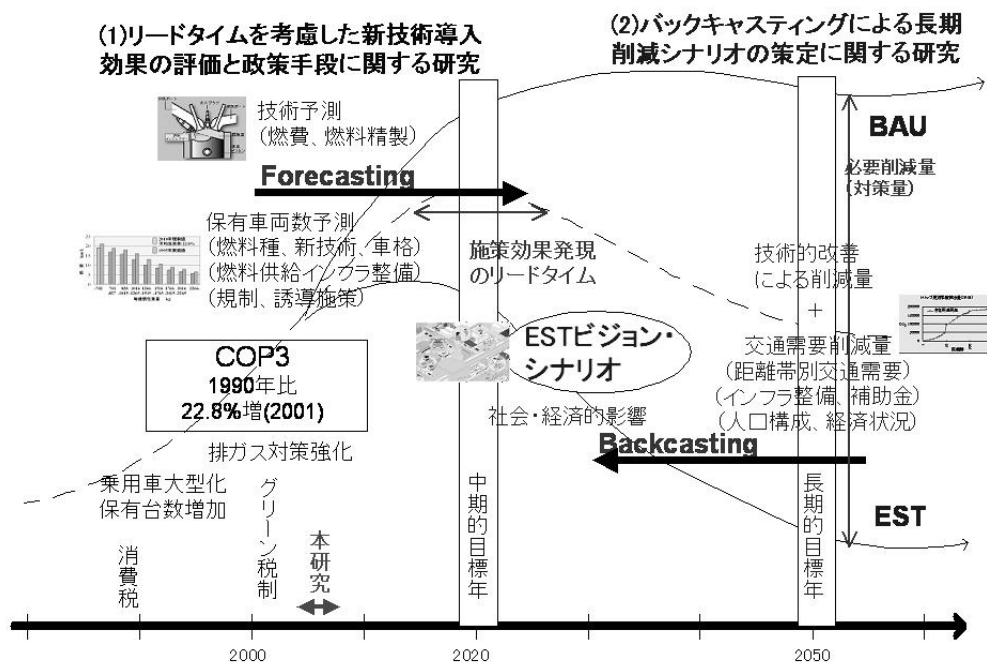 (1)リードタイムを考慮した新技術導入
効果の評価と政策手段に関する研究
(2)バックキャスティングによる長期
削減シナリオの策定に関する研究
技術予測
(燃費、燃料精製)
Forecasting
BAU
必要削減量
(対策量)
保有車両数予測
(燃料種、新技術、車格)
(燃料供給インフラ整備)
(規制、誘導施策)
施策効果発現
のリードタイム
技術的改善
による削減量
+
交通需要削減量
(距離帯別交通需要)
(インフラ整備、補助金)
(人口構成、経済状況)
ESTビジョン・
シナリオ
COP3
1990年比
22.8%増(2001)
社会・経済的影響
Backcasting
排ガス対策強化
乗用車大型化
保有台数増加
EST
消費税
グリーン税制
本研究
中期的目標年
長期的目標年
2000
2020
2050